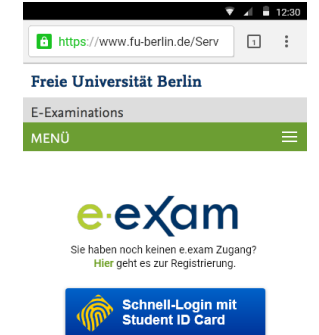 12:30
https://www.fu-berlin.de/Serv
1
Freie Universität Berlin
E-Examinations
MENÜ
e·exam
Sie haben noch keinen e.exam Zugang?
Hier geht es zur Registrierung.
Schnell-Login mit
Student ID Card